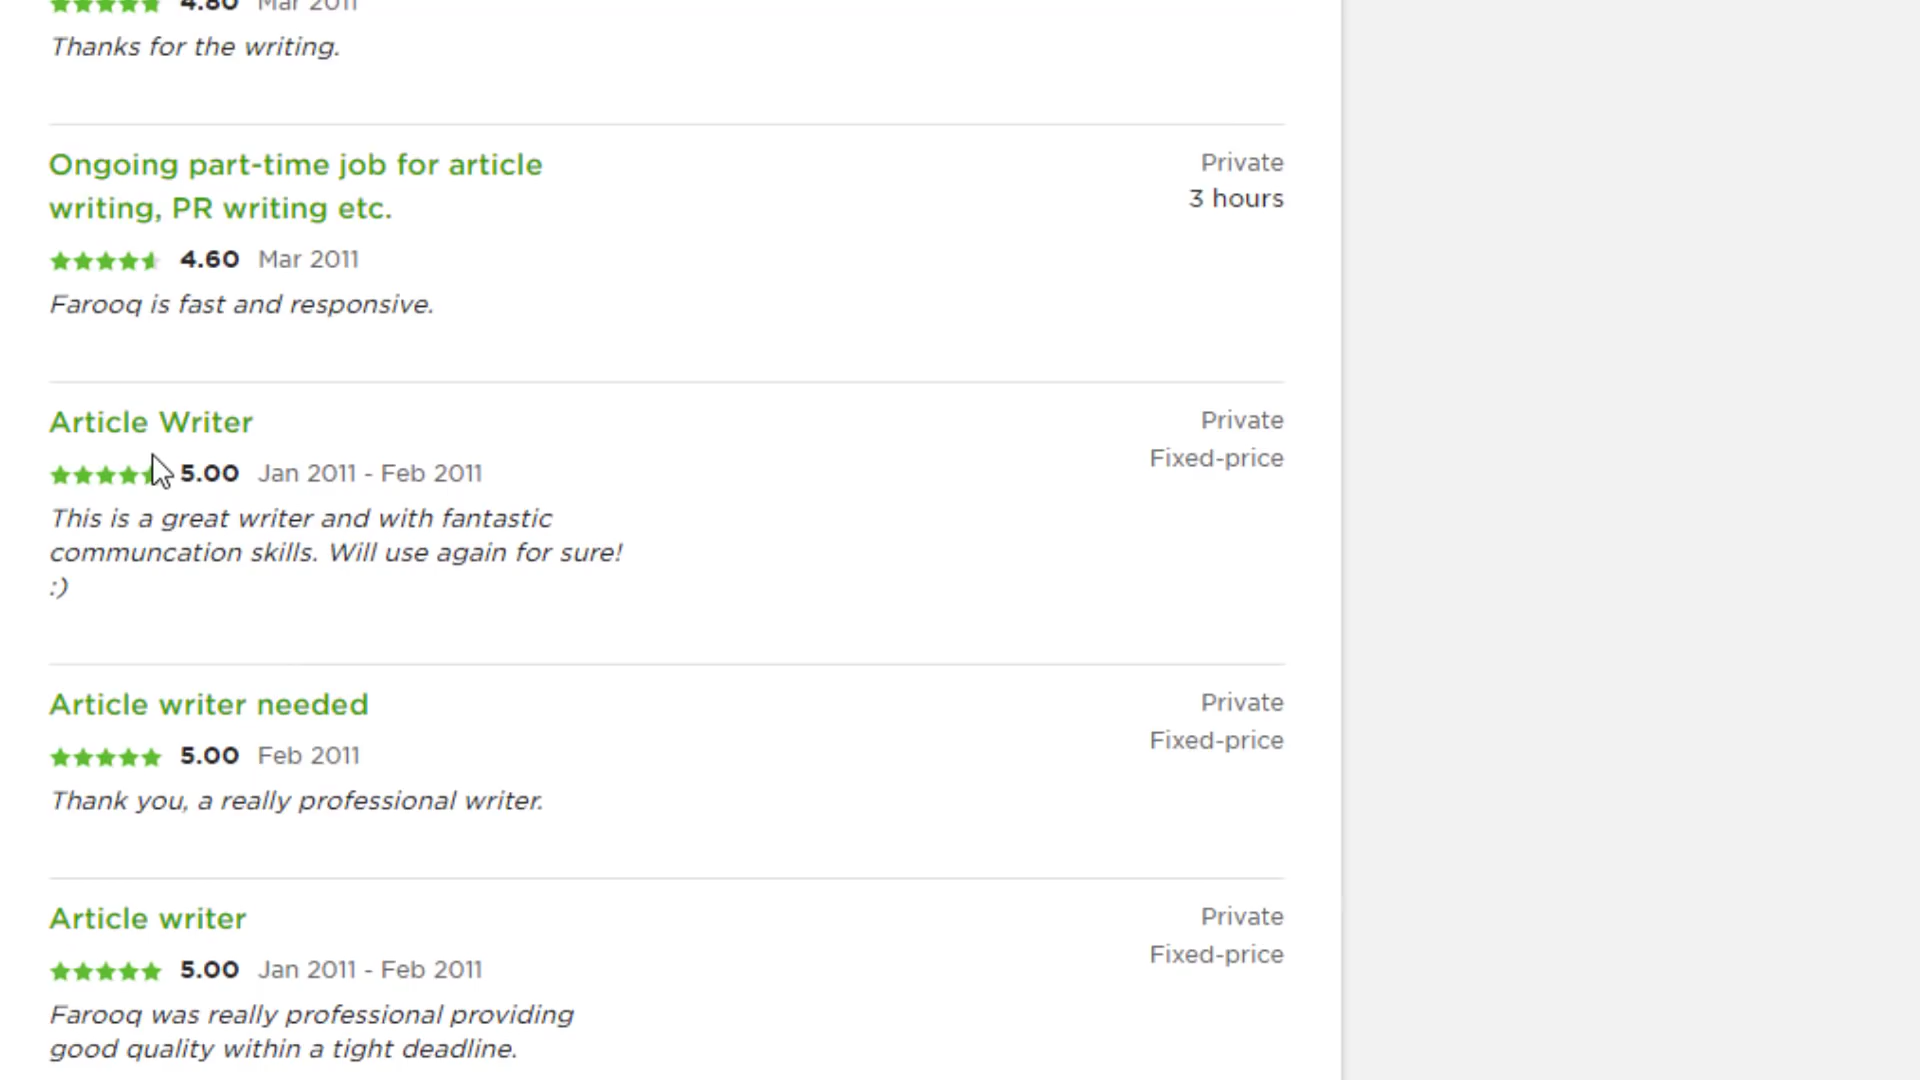 4.80 Mar 2011
Thanks for the writing.
Ongoing part-time job for article
writing, PR writing etc.
Private
3 hours
4.60 Mar 2011
Farooq is fast and responsive.
Article Writer
Private
Fixed-price
5.00 Jan 2011 - Feb 2011
This is a great writer and with fantastic
communcation skills. Will use again for sure!
:)
Article writer needed
Private
Fixed-price
5.00 Feb 2011
Thank you, a really professional writer.
Article writer
Private
Fixed-price
5.00 Jan 2011 - Feb 2011
Farooq was really professional providing
good quality within a tight deadline.